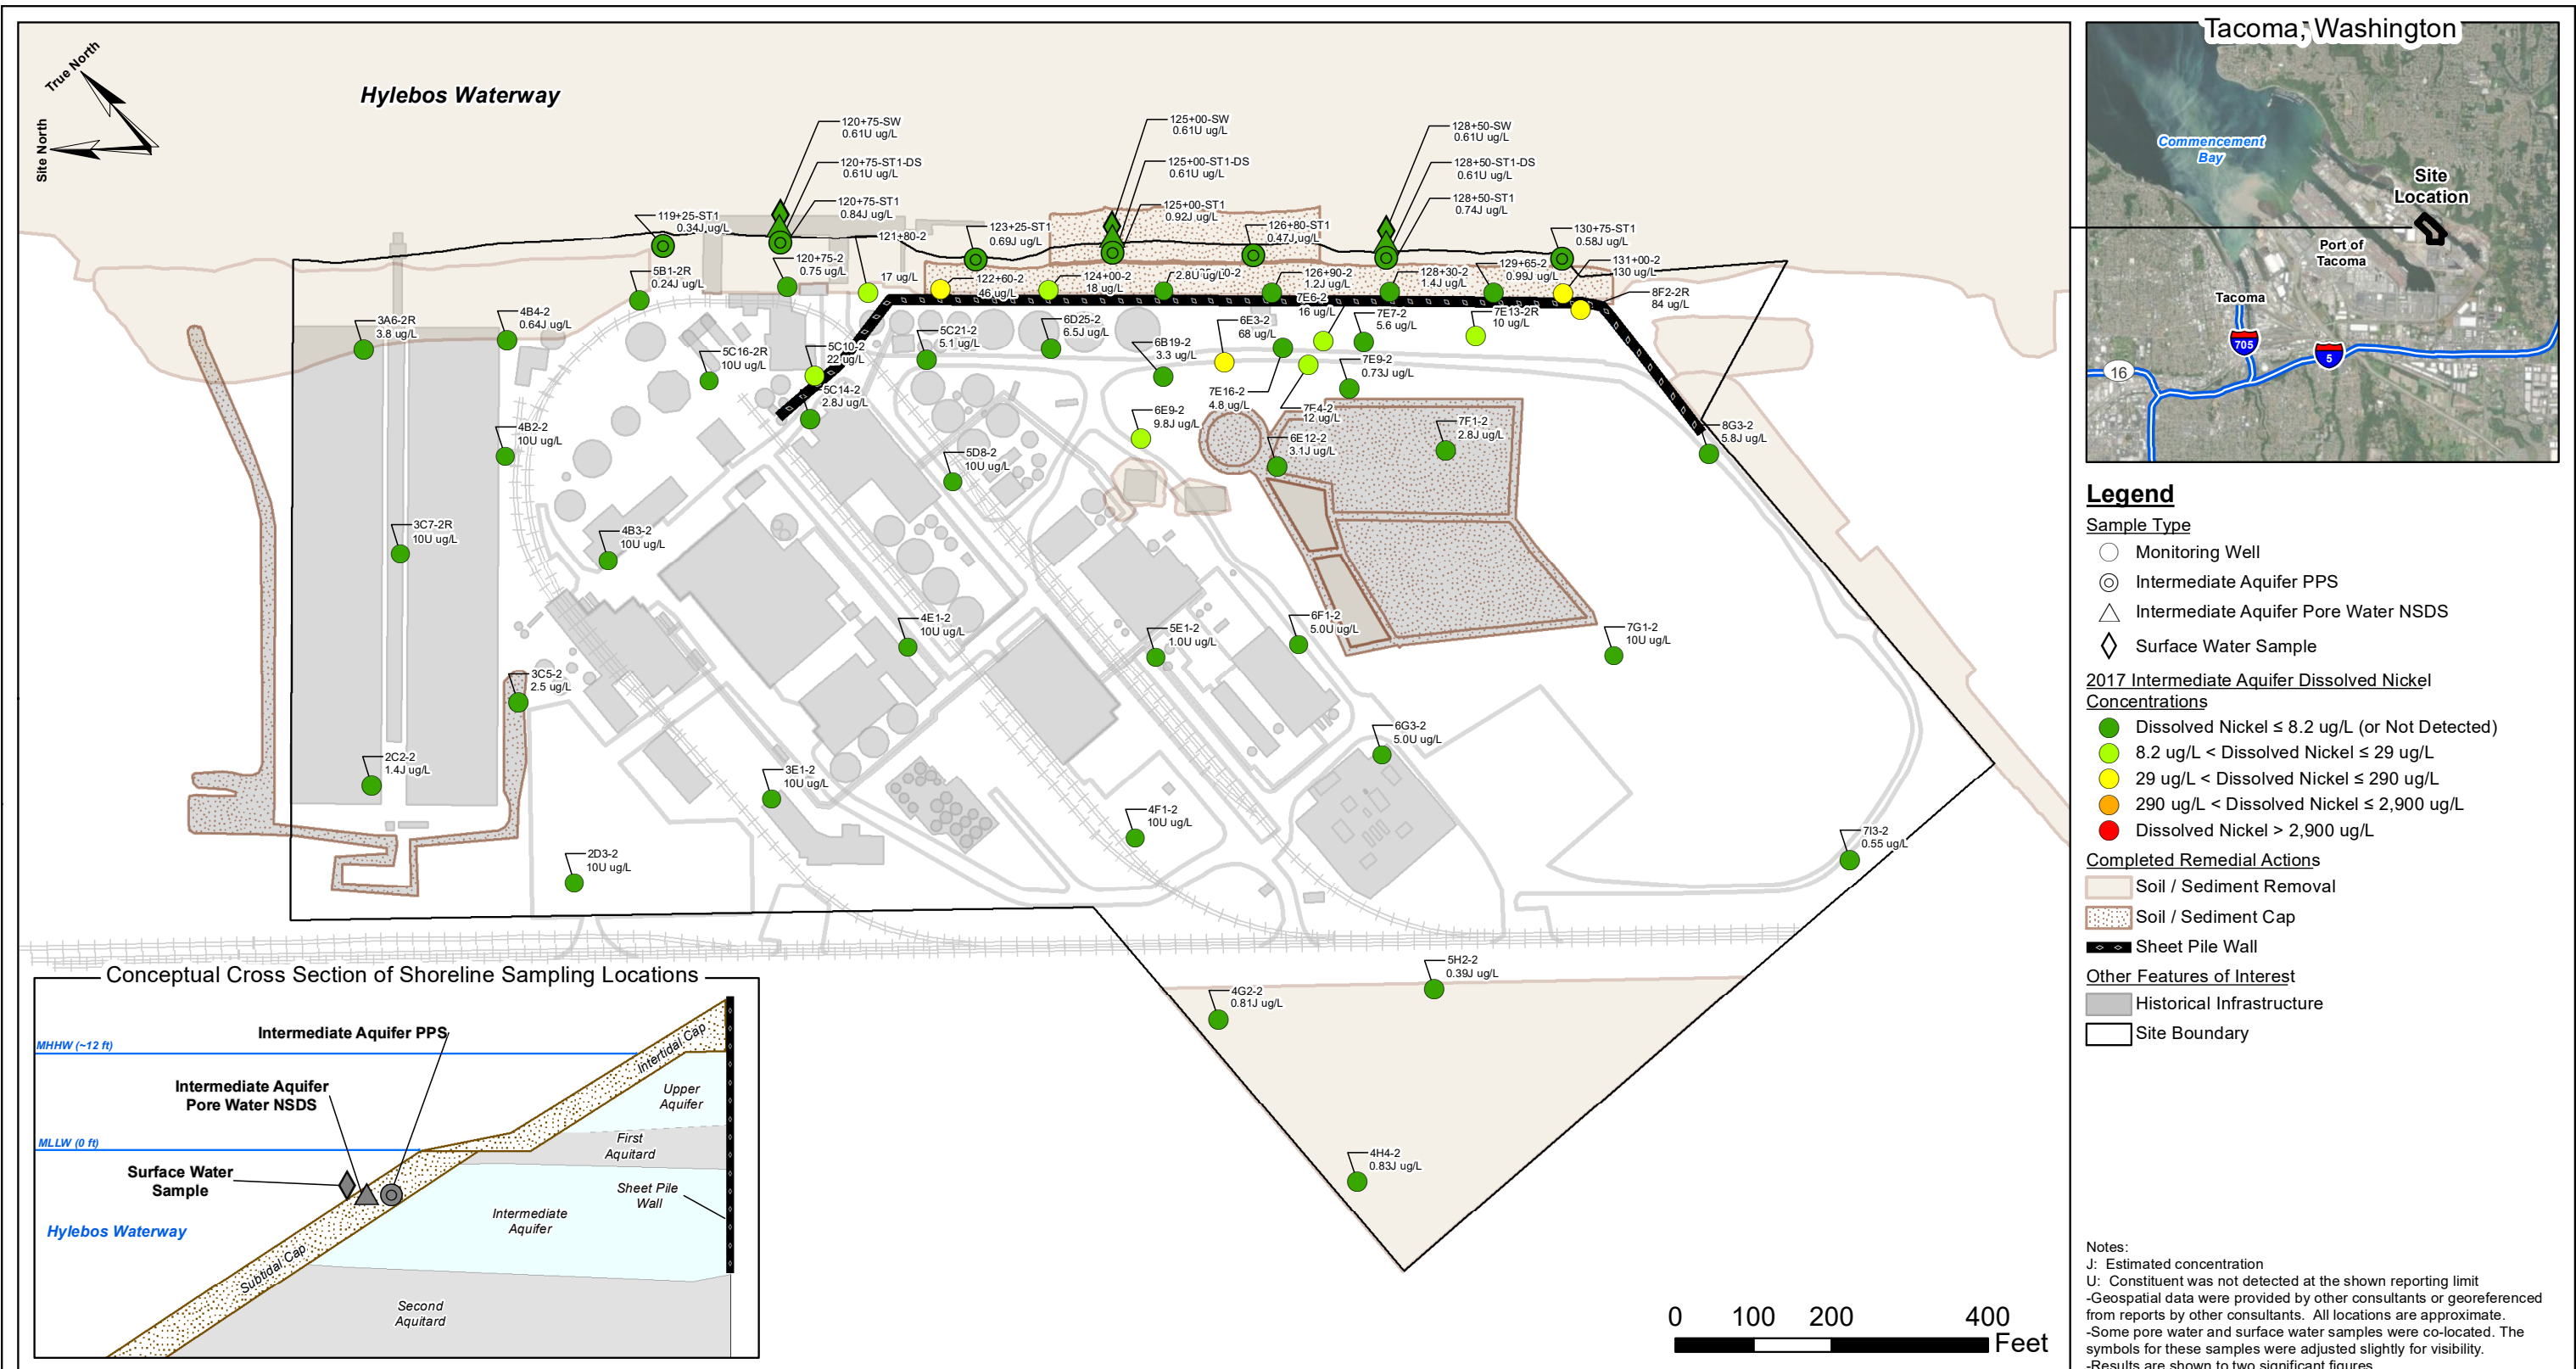 True North
Site North
Hylebos Waterway
120+75-SW
0.61U ug/L
120+75-ST1-DS
0.61U ug/L
120+75-ST1
0.84J ug/L
125+00-SW
0.61U ug/L
125+00-ST1-DS
0.61U ug/L
125+00-ST1
0.92J ug/L
128+50-SW
0.61U ug/L
128+50-ST1-DS
0.61U ug/L
128+50-ST1
0.74J ug/L
119+25-ST1
0.34J ug/L
121+80-2
17 ug/L
123+25-ST1
0.69J ug/L
126+80-ST1
0.47J ug/L
130+75-ST1
0.58J ug/L
120+75-2
0.75 ug/L
5B1-2R
0.24J ug/L
122+60-2
46 ug/L
124+00-2
18 ug/L
2.8U ug/L
126+90-2
1.2J ug/L
128+30-2
1.4J ug/L
129+65-2
0.99J ug/L
131+00-2
130 ug/L
8F2-2R
84 ug/L
3A6-2R
3.8 ug/L
4B4-2
0.64J ug/L
5C16-2R
10U ug/L
5C10-2
22 ug/L
5C14-2
2.8J ug/L
5C21-2
5.1 ug/L
6D25-2
6.5J ug/L
6B19-2
3.3 ug/L
6E3-2
68 ug/L
7E6-2
16 ug/L
7E7-2
5.6 ug/L
7E13-2R
10 ug/L
7E9-2
0.73J ug/L
7E16-2
4.8 ug/L
7E4-2
12 ug/L
6E9-2
9.8J ug/L
6E12-2
3.1J ug/L
7F1-2
2.8J ug/L
8G3-2
5.8J ug/L
4B2-2
10U ug/L
5D8-2
10U ug/L
3C7-2R
10U ug/L
4B3-2
10U ug/L
4E1-2
10U ug/L
5E1-2
1.0U ug/L
6F1-2
5.0U ug/L
7G1-2
10U ug/L
3C5-2
2.5 ug/L
6G3-2
5.0U ug/L
2C2-2
1.4J ug/L
3E1-2
10U ug/L
4F1-2
10U ug/L
7I3-2
0.55 ug/L
2D3-2
10U ug/L
5H2-2
0.39J ug/L
4G2-2
0.81J ug/L
4H4-2
0.83J ug/L
Conceptual Cross Section of Shoreline Sampling Locations
Intermediate Aquifer PPS
MHHW (~12 ft)
Intertidal Cap
Intermediate Aquifer
Pore Water NSDS
Upper
Aquifer
MLLW (0 ft)
First
Aquitard
Surface Water
Sample
Sheet Pile
Wall
Intermediate
Aquifer
Hylebos Waterway
Subtidal Cap
Second
Aquitard
0 100 200 400
Feet
Tacoma, Washington
Commencement
Bay
Site
Location
Port of
Tacoma
Tacoma
705
5
16
Legend
Sample Type
Monitoring Well
Intermediate Aquifer PPS
Intermediate Aquifer Pore Water NSDS
Surface Water Sample
2017 Intermediate Aquifer Dissolved Nickel
Concentrations
Dissolved Nickel ≤ 8.2 ug/L (or Not Detected)
8.2 ug/L < Dissolved Nickel ≤ 29 ug/L
29 ug/L < Dissolved Nickel ≤ 290 ug/L
290 ug/L < Dissolved Nickel ≤ 2,900 ug/L
Dissolved Nickel > 2,900 ug/L
Completed Remedial Actions
Soil / Sediment Removal
Soil / Sediment Cap
Sheet Pile Wall
Other Features of Interest
Historical Infrastructure
Site Boundary
Notes:
J: Estimated concentration
U: Constituent was not detected at the shown reporting limit
-Geospatial data were provided by other consultants or georeferenced
from reports by other consultants. All locations are approximate.
-Some pore water and surface water samples were co-located. The
symbols for these samples were adjusted slightly for visibility.
-Results are shown to two significant figures